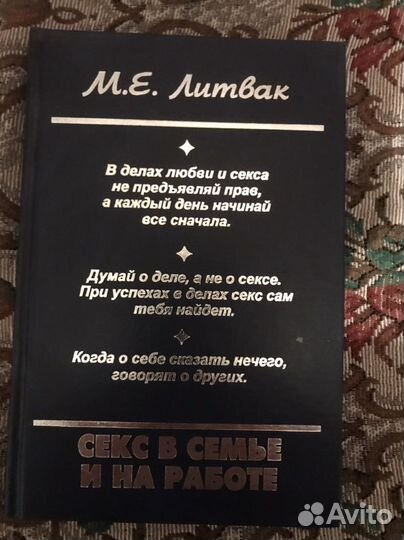 М.Е. Литвак
В делах любви и секса
не предъявляй прав,
а каждый день начинай
все сначала.
Думай о деле, а не о сексе.
При успехах в делах секс сам
тебя найдет.
Когда о себе сказать нечего,
говорят о других.
СЕКС В СЕМЬЕ
И НА РАБОТЕ
Avito